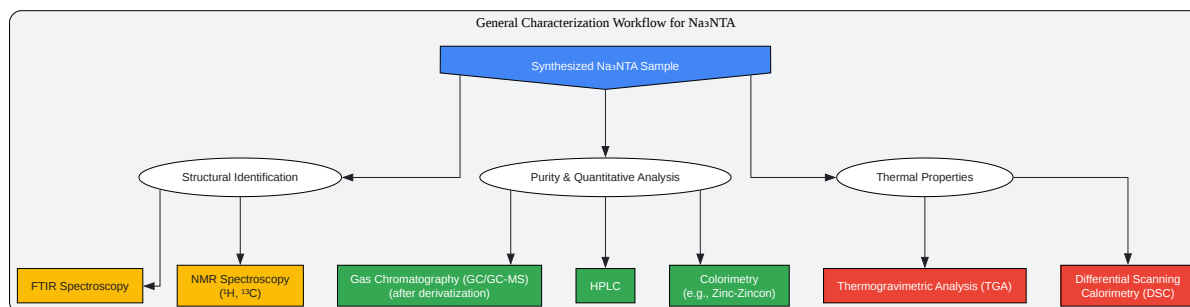 General Characterization Workflow for Na₃NTA
Synthesized Na₃NTA Sample
Structural Identification
Purity & Quantitative Analysis
Thermal Properties
FTIR Spectroscopy
NMR Spectroscopy
(¹H, ¹³C)
Gas Chromatography (GC/GC-MS)
(after derivatization)
HPLC
Colorimetry
(e.g., Zinc-Zincon)
Thermogravimetric Analysis (TGA)
Differential Scanning
Calorimetry (DSC)